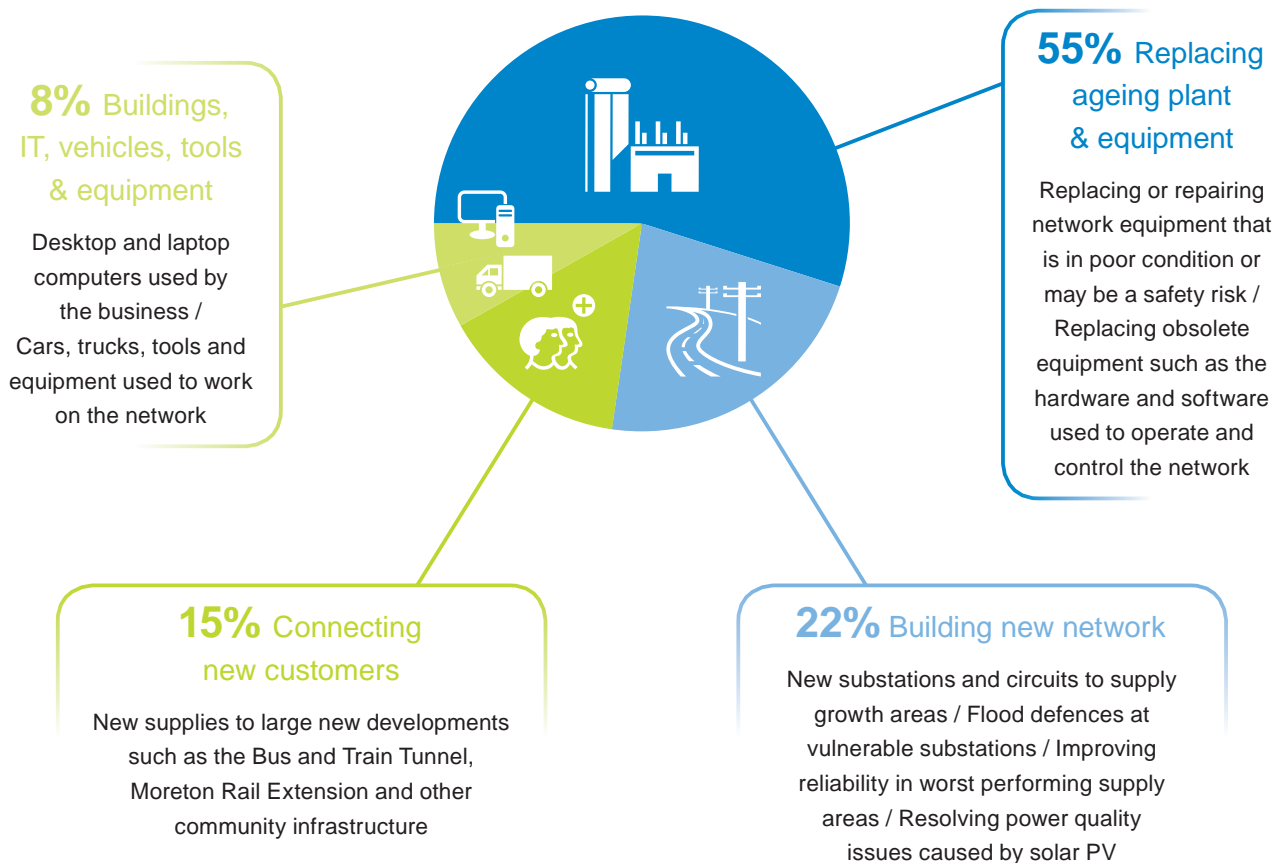 8% Buildings,
IT, vehicles, tools
& equipment
Desktop and laptop
computers used by
the business /
Cars, trucks, tools and
equipment used to work
on the network
55% Replacing
ageing plant
& equipment
Replacing or repairing
network equipment that
is in poor condition or
may be a safety risk /
Replacing obsolete
equipment such as the
hardware and software
used to operate and
control the network
15% Connecting
new customers
New supplies to large new developments
such as the Bus and Train Tunnel,
Moreton Rail Extension and other
community infrastructure
22% Building new network
New substations and circuits to supply
growth areas / Flood defences at
vulnerable substations / Improving
reliability in worst performing supply
areas / Resolving power quality
issues caused by solar PV